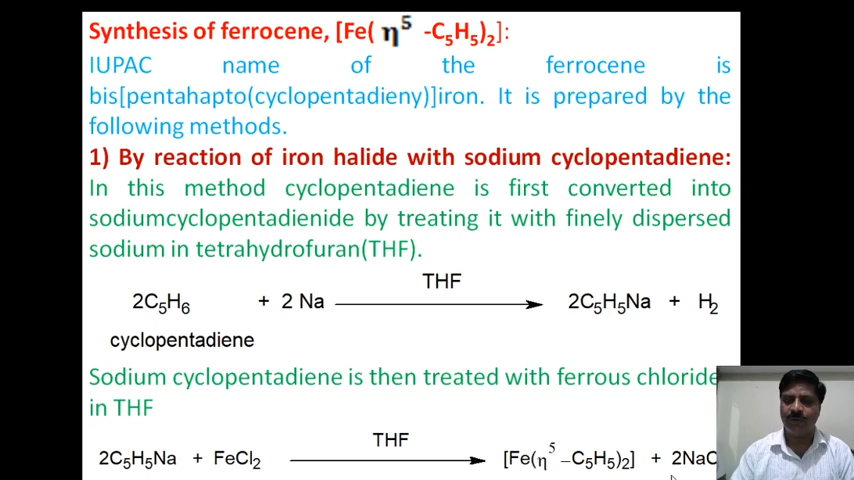 Synthesis of ferrocene, [Fe( η⁵ -C₅H₅)₂]:
IUPAC name of the ferrocene is
bis[pentahapto(cyclopentadieny)]iron. It is prepared by the
following methods.
1) By reaction of iron halide with sodium cyclopentadiene:
In this method cyclopentadiene is first converted into
sodiumcyclopentadienide by treating it with finely dispersed
sodium in tetrahydrofuran(THF).
THF
2C₅H₆ + 2 Na ⟶ 2C₅H₅Na + H₂
cyclopentadiene
Sodium cyclopentadiene is then treated with ferrous chloride
in THF
THF
2C₅H₅Na + FeCl₂ ⟶ [Fe(η⁵–C₅H₅)₂] + 2NaC